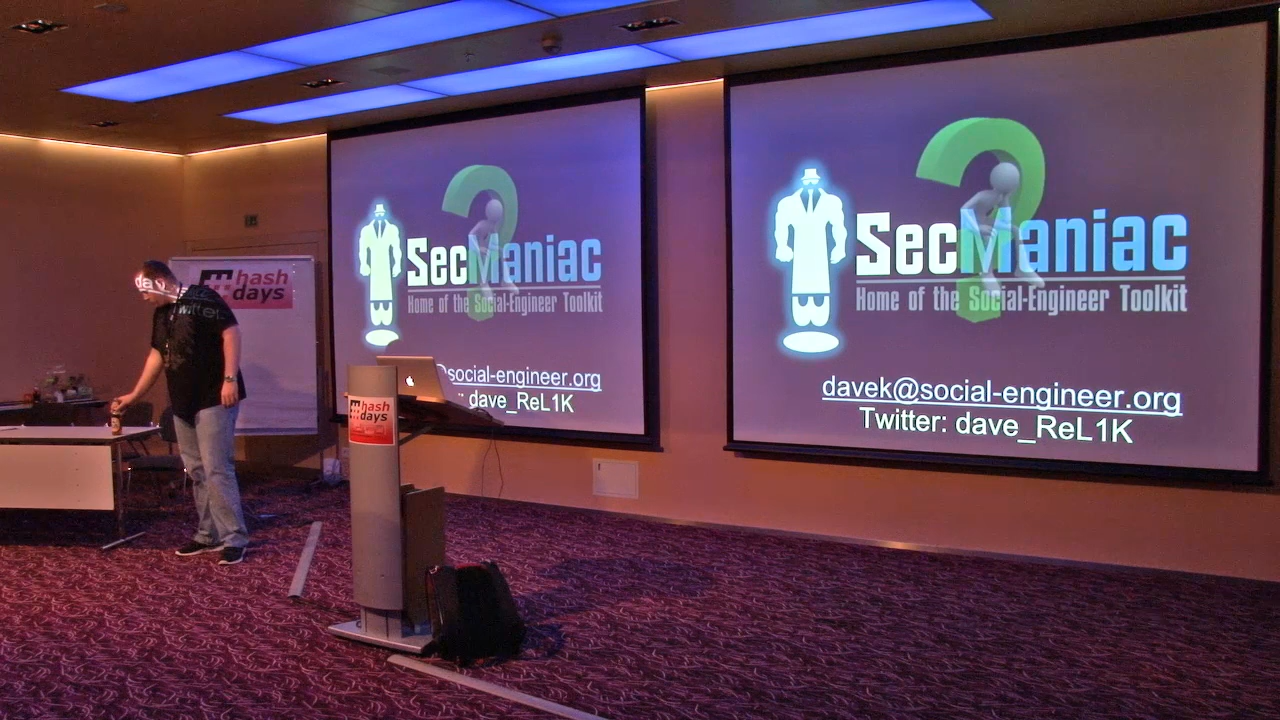 hash
days
SecManiac
Home of the Social-Engineer Toolkit
@social-engineer.org
dave_ReL1K
SecManiac
Home of the Social-Engineer Toolkit
davek@social-engineer.org
Twitter: dave_ReL1K
hash
days